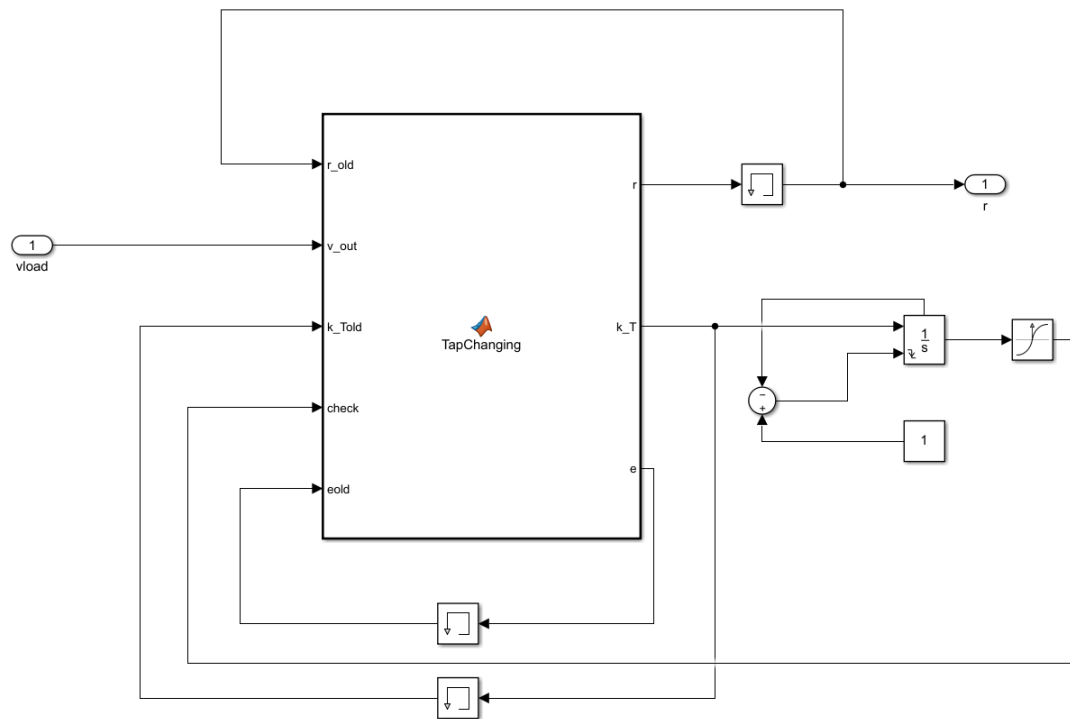 r_old
r
1
r
v_out
1
vload
k_Told
k_T
1
s
TapChanging
−
+
check
1
e
eold